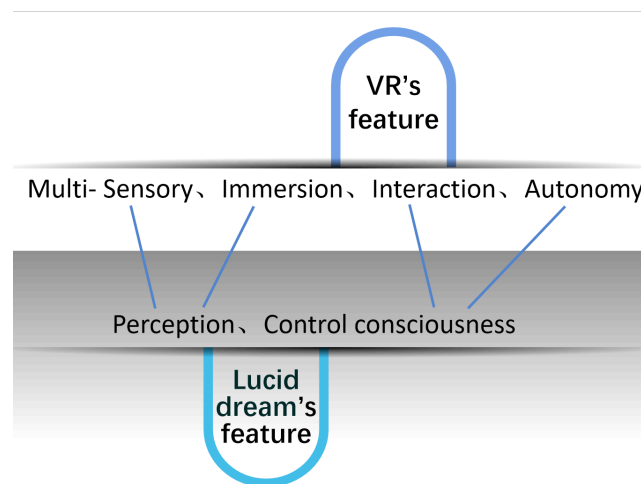 VR's
feature
Multi- Sensory、Immersion、Interaction、Autonomy
Perception、Control consciousness
Lucid
dream's
feature